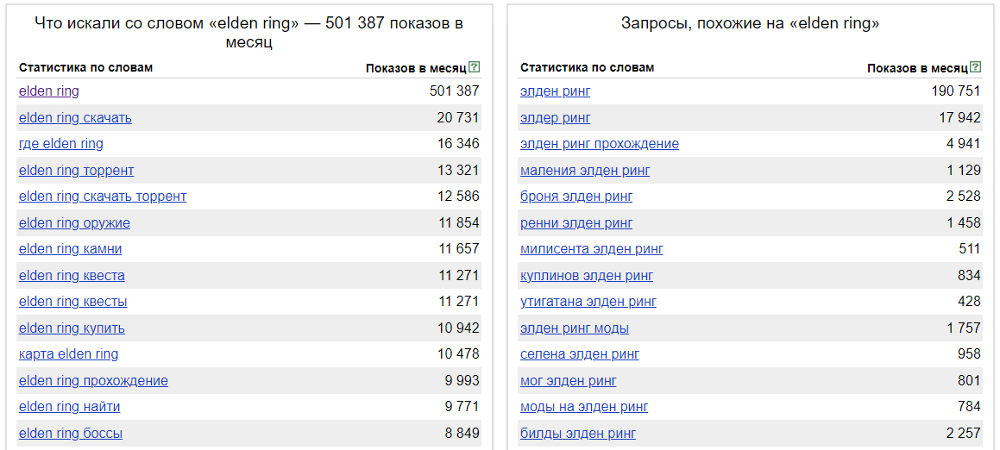 Что искали со словом «elden ring» — 501 387 показов в
месяц
Статистика по словам Показов в месяц ?
elden ring 501 387
elden ring скачать 20 731
где elden ring 16 346
elden ring торрент 13 321
elden ring скачать торрент 12 586
elden ring оружие 11 854
elden ring камни 11 657
elden ring квеста 11 271
elden ring квесты 11 271
elden ring купить 10 942
карта elden ring 10 478
elden ring прохождение 9 993
elden ring найти 9 771
elden ring боссы 8 849
Запросы, похожие на «elden ring»
Статистика по словам Показов в месяц ?
элден ринг 190 751
элдер ринг 17 942
элден ринг прохождение 4 941
маления элден ринг 1 129
броня элден ринг 2 528
ренни элден ринг 1 458
милисента элден ринг 511
куплинов элден ринг 834
утигатана элден ринг 428
элден ринг моды 1 757
селена элден ринг 958
мог элден ринг 801
моды на элден ринг 784
билды элден ринг 2 257